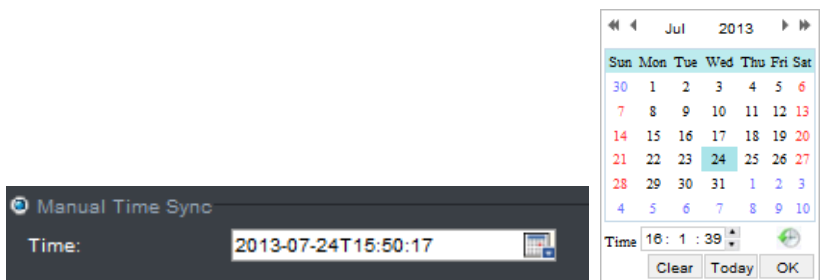 Manual Time Sync
Time: 2013-07-24T15:50:17
Jul 2013
Sun Mon Tue Wed Thu Fri Sat
30 1 2 3 4 5 6
7 8 9 10 11 12 13
14 15 16 17 18 19 20
21 22 23 24 25 26 27
28 29 30 31 1 2 3
4 5 6 7 8 9 10
Time 16 : 1 : 39
Clear Today OK